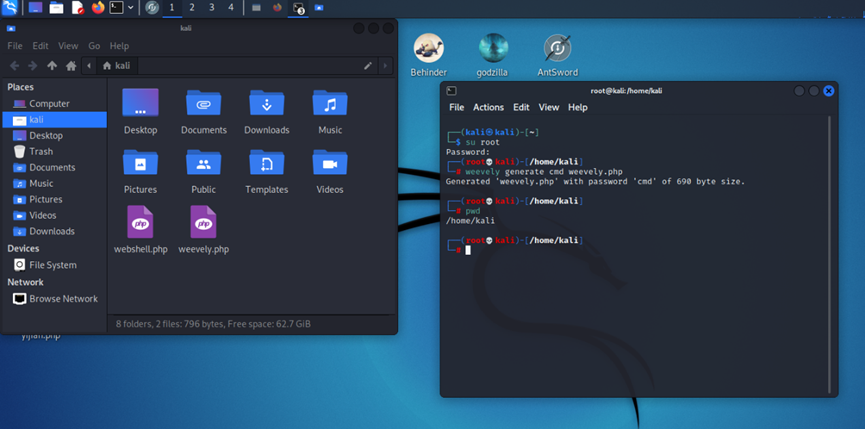 1 2 3 4
kali
File Edit View Go Help
kali
Places
Computer
kali
Desktop
Trash
Documents
Music
Pictures
Videos
Downloads
Devices
File System
Network
Browse Network
Desktop Documents Downloads Music
Pictures Public Templates Videos
php php
webshell.php weevely.php
8 folders, 2 files: 796 bytes, Free space: 62.7 GiB
yijian.php
Behinder godzilla AntSword
root@kali:/home/kali
File Actions Edit View Help
┌──(kali㉿kali)-[~]
└─$ su root
Password:
┌──(root💀kali)-[/home/kali]
└─# weevely generate cmd weevely.php
Generated 'weevely.php' with password 'cmd' of 690 byte size.
┌──(root💀kali)-[/home/kali]
└─# pwd
/home/kali
┌──(root💀kali)-[/home/kali]
└─#